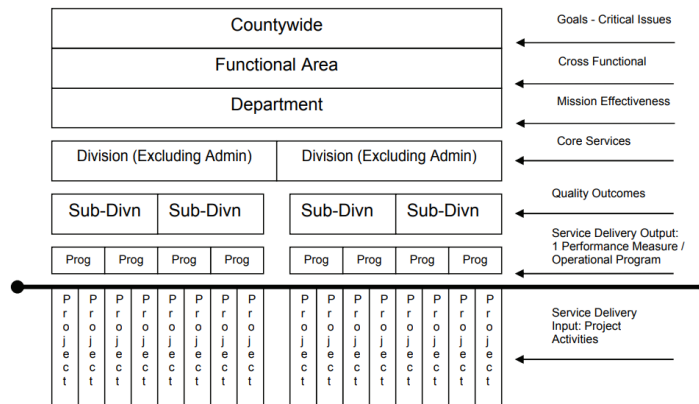 Countywide
Goals - Critical Issues
Functional Area
Cross Functional
Department
Mission Effectiveness
Division (Excluding Admin) Division (Excluding Admin)
Core Services
Sub-Divn Sub-Divn Sub-Divn Sub-Divn
Quality Outcomes
Prog Prog Prog Prog Prog Prog Prog Prog
Service Delivery Output:
1 Performance Measure /
Operational Program
Project Project Project Project Project Project Project Project Project Project Project Project Project Project Project Project
Service Delivery
Input: Project
Activities